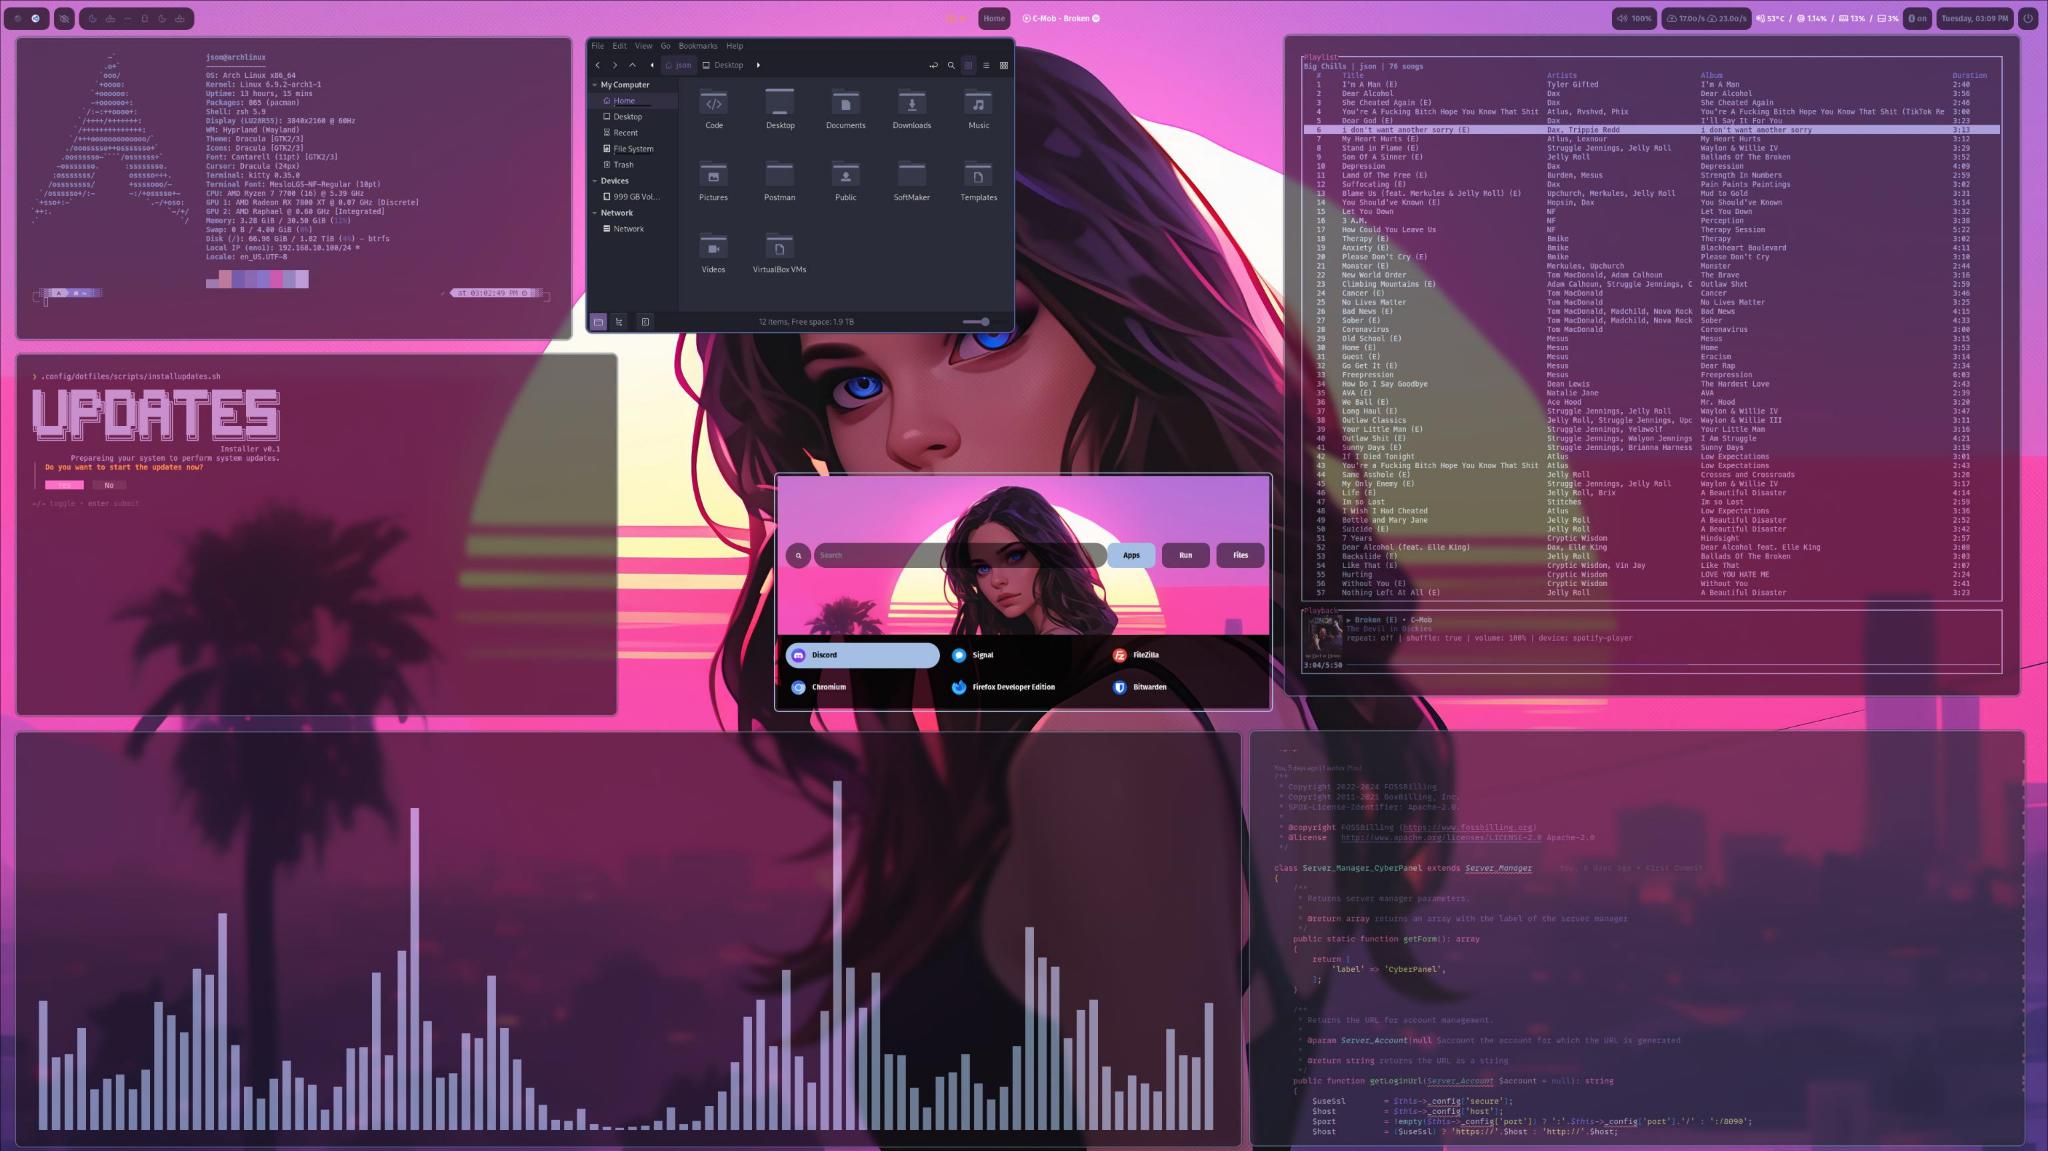 Home
C-Mob - Broken
100%
17.0o/s 23.0o/s
53°C / 1.14% / 13% / 3%
on
Tuesday, 03:09 PM
json@archlinux
OS: Arch Linux x86_64
Kernel: Linux 6.9.2-arch1-1
Uptime: 13 hours, 15 mins
Packages: 865 (pacman)
Shell: zsh 5.9
Display (LU28R55): 3840x2160 @ 60Hz
WM: Hyprland (Wayland)
Theme: Dracula [GTK2/3]
Icons: Dracula [GTK2/3]
Font: Cantarell (11pt) [GTK2/3]
Cursor: Dracula (24px)
Terminal: kitty 0.35.0
Terminal Font: MesloLGS-NF-Regular (10pt)
CPU: AMD Ryzen 7 7700 (16) @ 5.39 GHz
GPU 1: AMD Radeon RX 7800 XT @ 0.07 GHz [Discrete]
GPU 2: AMD Raphael @ 0.60 GHz [Integrated]
Memory: 3.28 GiB / 30.50 GiB
Swap: 0 B / 4.00 GiB (0%)
Disk (/): 66.96 GiB / 1.82 TiB (4%) - btrfs
Local IP (eno1): 192.168.10.100/24 *
Locale: en_US.UTF-8
at 03:02:49 PM
File Edit View Go Bookmarks Help
json Desktop
My Computer
Home
Desktop
Recent
File System
Trash
Devices
999 GB Vol...
Network
Network
Code Desktop Documents Downloads Music
Pictures Postman Public SoftMaker Templates
Videos VirtualBox VMs
12 items, Free space: 1.9 TB
❯ .config/dotfiles/scripts/installupdates.sh
UPDATES
Installer v0.1
Prepareing your system to perform system updates.
Do you want to start the updates now?
Yes No
←/→ toggle • enter submit
Search
Apps Run Files
Discord Signal FileZilla
Chromium Firefox Developer Edition Bitwarden
Playlist
Big Chills | json | 76 songs
# Title Artists Album Duration
1 I'm A Man (E) Tyler Gifted I'm A Man 2:40
2 Dear Alcohol Dax Dear Alcohol 3:56
3 She Cheated Again (E) Dax She Cheated Again 2:46
4 You're A Fucking Bitch Hope You Know That Shit Atlus, Rvshvd, Phix You're A Fucking Bitch Hope You Know That Shit (TikTok Re 3:00
5 Dear God (E) Dax I'll Say It For You 3:23
6 i don't want another sorry (E) Dax, Trippie Redd i don't want another sorry 3:13
7 My Heart Hurts (E) Atlus, Lexnour My Heart Hurts 3:12
8 Stand in Flame (E) Struggle Jennings, Jelly Roll Waylon & Willie IV 3:29
9 Son Of A Sinner (E) Jelly Roll Ballads Of The Broken 3:52
10 Depression Dax Depression 4:09
11 Land Of The Free (E) Burden, Mesus Strength In Numbers 2:59
12 Suffocating (E) Dax Pain Paints Paintings 3:02
13 Blame Us (feat. Merkules & Jelly Roll) (E) Upchurch, Merkules, Jelly Roll Mud to Gold 3:31
14 You Should've Known (E) Hopsin, Dax You Should've Known 3:14
15 Let You Down NF Let You Down 3:32
16 3 A.M. NF Perception 3:38
17 How Could You Leave Us NF Therapy Session 5:22
18 Therapy (E) Bmike Therapy 3:02
19 Anxiety (E) Bmike Blackheart Boulevard 4:11
20 Please Don't Cry (E) Bmike Please Don't Cry 3:10
21 Monster (E) Merkules, Upchurch Monster 2:44
22 New World Order Tom MacDonald, Adam Calhoun The Brave 3:16
23 Climbing Mountains (E) Adam Calhoun, Struggle Jennings, C Outlaw Shxt 2:59
24 Cancer (E) Tom MacDonald Cancer 3:46
25 No Lives Matter Tom MacDonald No Lives Matter 3:25
26 Bad News (E) Tom MacDonald, Madchild, Nova Rock Bad News 4:15
27 Sober (E) Tom MacDonald, Madchild, Nova Rock Sober 4:33
28 Coronavirus Tom MacDonald Coronavirus 3:00
29 Old School (E) Mesus Mesus 3:15
30 Home (E) Mesus Home 3:53
31 Guest (E) Mesus Eracism 3:14
32 Go Get It (E) Mesus Dear Rap 2:34
33 Freepression Mesus Freepression 6:03
34 How Do I Say Goodbye Dean Lewis The Hardest Love 2:43
35 AVA (E) Natalie Jane AVA 2:39
36 We Ball (E) Ace Hood Mr. Hood 3:20
37 Long Haul (E) Struggle Jennings, Jelly Roll Waylon & Willie IV 3:47
38 Outlaw Classics Jelly Roll, Struggle Jennings, Upc Waylon & Willie III 3:11
39 Your Little Man (E) Struggle Jennings, Yelawolf Your Little Man 3:16
40 Outlaw Shit (E) Struggle Jennings, Walyon Jennings I Am Struggle 4:21
41 Sunny Days (E) Struggle Jennings, Brianna Harness Sunny Days 3:19
42 If I Died Tonight Atlus Low Expectations 3:01
43 You're a Fucking Bitch Hope You Know That Shit Atlus Low Expectations 2:43
44 Same Asshole (E) Jelly Roll Crosses and Crossroads 3:26
45 My Only Enemy (E) Struggle Jennings, Jelly Roll Waylon & Willie IV 3:17
46 Life (E) Jelly Roll, Brix A Beautiful Disaster 4:14
47 Im so Lost Stitches Im so Lost 2:59
48 I Wish I Had Cheated Atlus Low Expectations 3:36
49 Bottle and Mary Jane Jelly Roll A Beautiful Disaster 2:52
50 Suicide (E) Jelly Roll A Beautiful Disaster 3:42
51 7 Years Cryptic Wisdom Hindsight 2:57
52 Dear Alcohol (feat. Elle King) Dax, Elle King Dear Alcohol feat. Elle King 3:08
53 Backslide (E) Jelly Roll Ballads Of The Broken 3:03
54 Like That (E) Cryptic Wisdom, Vin Jay Like That 2:07
55 Hurting Cryptic Wisdom LOVE YOU HATE ME 2:24
56 Without You (E) Cryptic Wisdom Without You 2:41
57 Nothing Left At All (E) Jelly Roll A Beautiful Disaster 3:23
Playback
▶ Broken (E) • C-Mob
The Devil in Dickies
repeat: off | shuffle: true | volume: 100% | device: spotify-player
3:04/5:50
You, 5 days ago | 1 author (You)
/**
* Copyright 2022-2024 FOSSBilling
* Copyright 2011-2021 BoxBilling, Inc.
* SPDX-License-Identifier: Apache-2.0.
*
* @copyright FOSSBilling (https://www.fossbilling.org)
* @license http://www.apache.org/licenses/LICENSE-2.0 Apache-2.0
*/
class Server_Manager_CyberPanel extends Server_Manager You, 6 days ago • First Commit
{
/**
* Returns server manager parameters.
*
* @return array returns an array with the label of the server manager
*/
public static function getForm(): array
{
return [
'label' => 'CyberPanel',
];
}
/**
* Returns the URL for account management.
*
* @param Server_Account|null $account the account for which the URL is generated
*
* @return string returns the URL as a string
*/
public function getLoginUrl(Server_Account $account = null): string
{
$useSsl = $this->_config['secure'];
$host = $this->_config['host'];
$port = !empty($this->_config['port']) ? ':'.$this->_config['port'].'/' : ':/8090';
$host = ($useSsl) ? 'https://'.$host : 'http://'.$host;